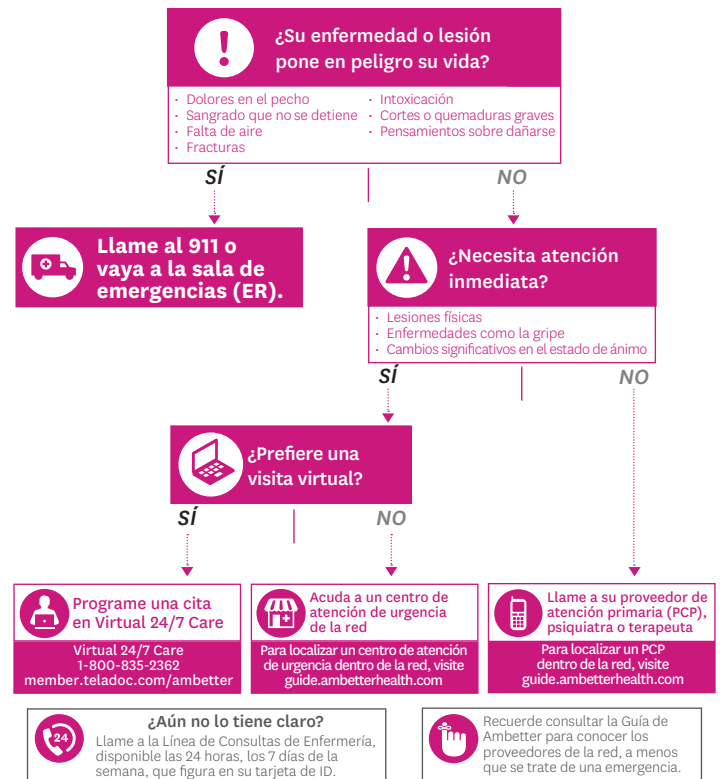 ¿Su enfermedad o lesión
pone en peligro su vida?
· Dolores en el pecho
· Sangrado que no se detiene
· Falta de aire
· Fracturas
· Intoxicación
· Cortes o quemaduras graves
· Pensamientos sobre dañarse
SÍ
NO
Llame al 911 o
vaya a la sala de
emergencias (ER).
¿Necesita atención
inmediata?
· Lesiones físicas
· Enfermedades como la gripe
· Cambios significativos en el estado de ánimo
SÍ
NO
¿Prefiere una
visita virtual?
SÍ
NO
Programe una cita
en Virtual 24/7 Care
Virtual 24/7 Care
1-800-835-2362
member.teladoc.com/ambetter
Acuda a un centro de
atención de urgencia
de la red
Para localizar un centro de atención
de urgencia dentro de la red, visite
guide.ambetterhealth.com
Llame a su proveedor de
atención primaria (PCP),
psiquiatra o terapeuta
Para localizar un PCP
dentro de la red, visite
guide.ambetterhealth.com
24
¿Aún no lo tiene claro?
Llame a la Línea de Consultas de Enfermería,
disponible las 24 horas, los 7 días de la
semana, que figura en su tarjeta de ID.
Recuerde consultar la Guía de
Ambetter para conocer los
proveedores de la red, a menos
que se trate de una emergencia.